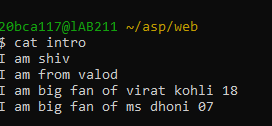 20bca117@lAB211 ~/asp/web
$ cat intro
I am shiv
I am from valod
I am big fan of virat kohli 18
I am big fan of ms dhoni 07